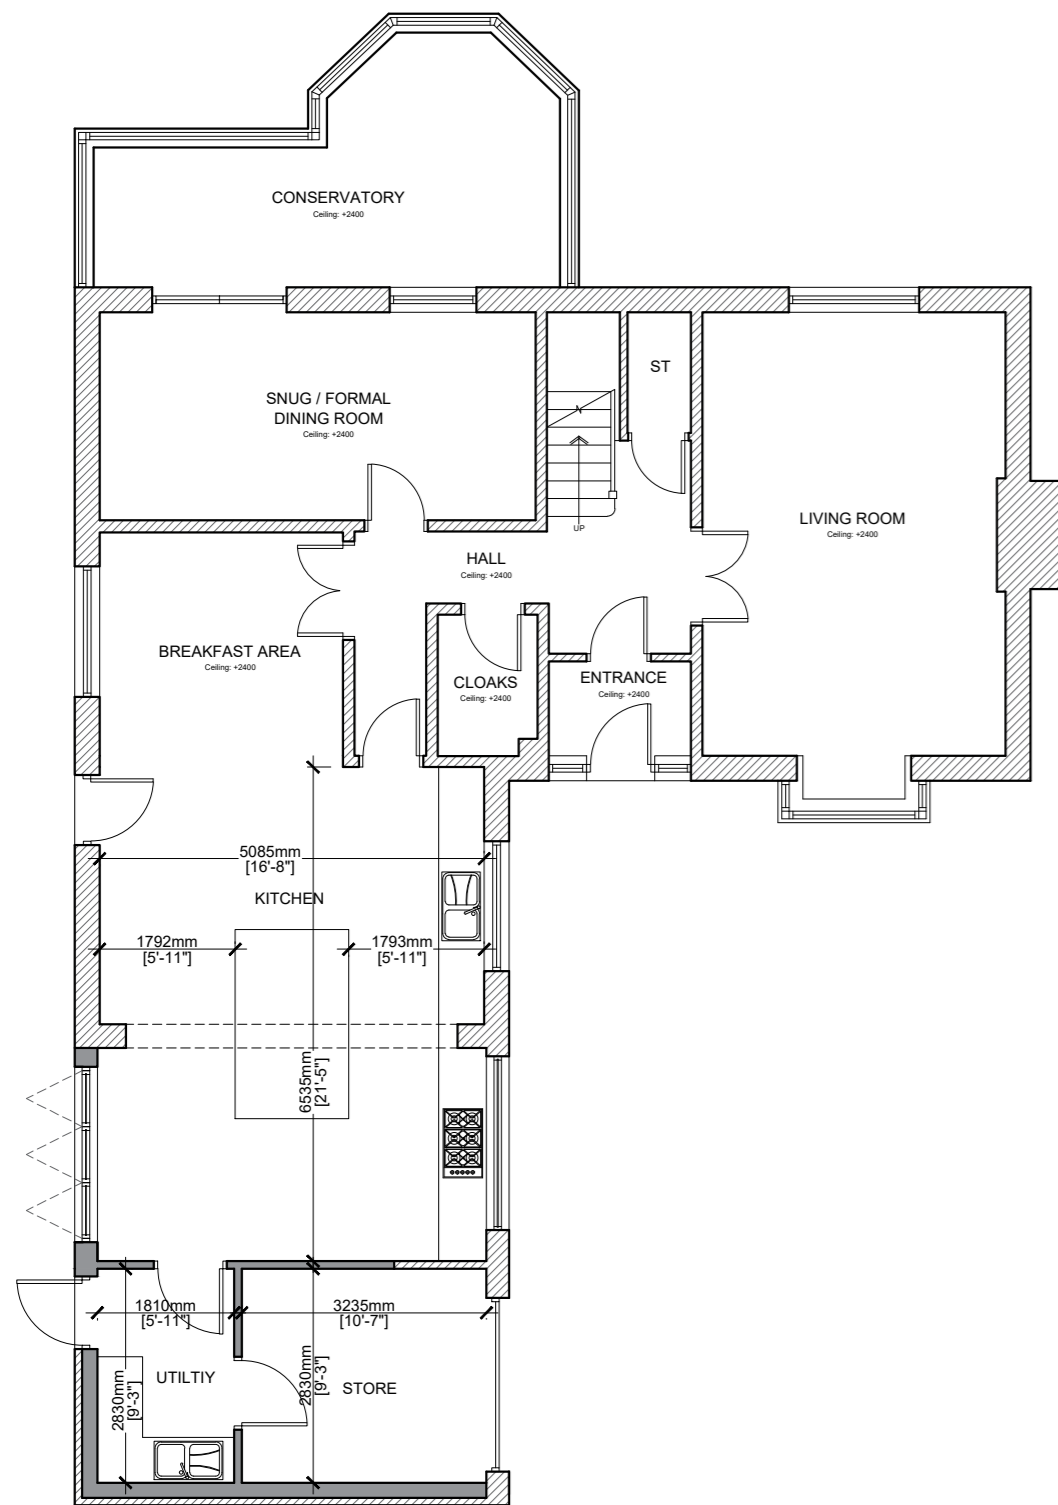 CONSERVATORY
Ceiling: +2400
SNUG / FORMAL
DINING ROOM
Ceiling: +2400
ST
UP
LIVING ROOM
Ceiling: +2400
HALL
Ceiling: +2400
BREAKFAST AREA
Ceiling: +2400
CLOAKS
Ceiling: +2400
ENTRANCE
Ceiling: +2400
5085mm
[16'-8"]
KITCHEN
1792mm
[5'-11"]
1793mm
[5'-11"]
6535mm
[21'-5"]
1810mm
[5'-11"]
3235mm
[10'-7"]
UTILTIY
2830mm
[9'-3"]
STORE
2830mm
[9'-3"]